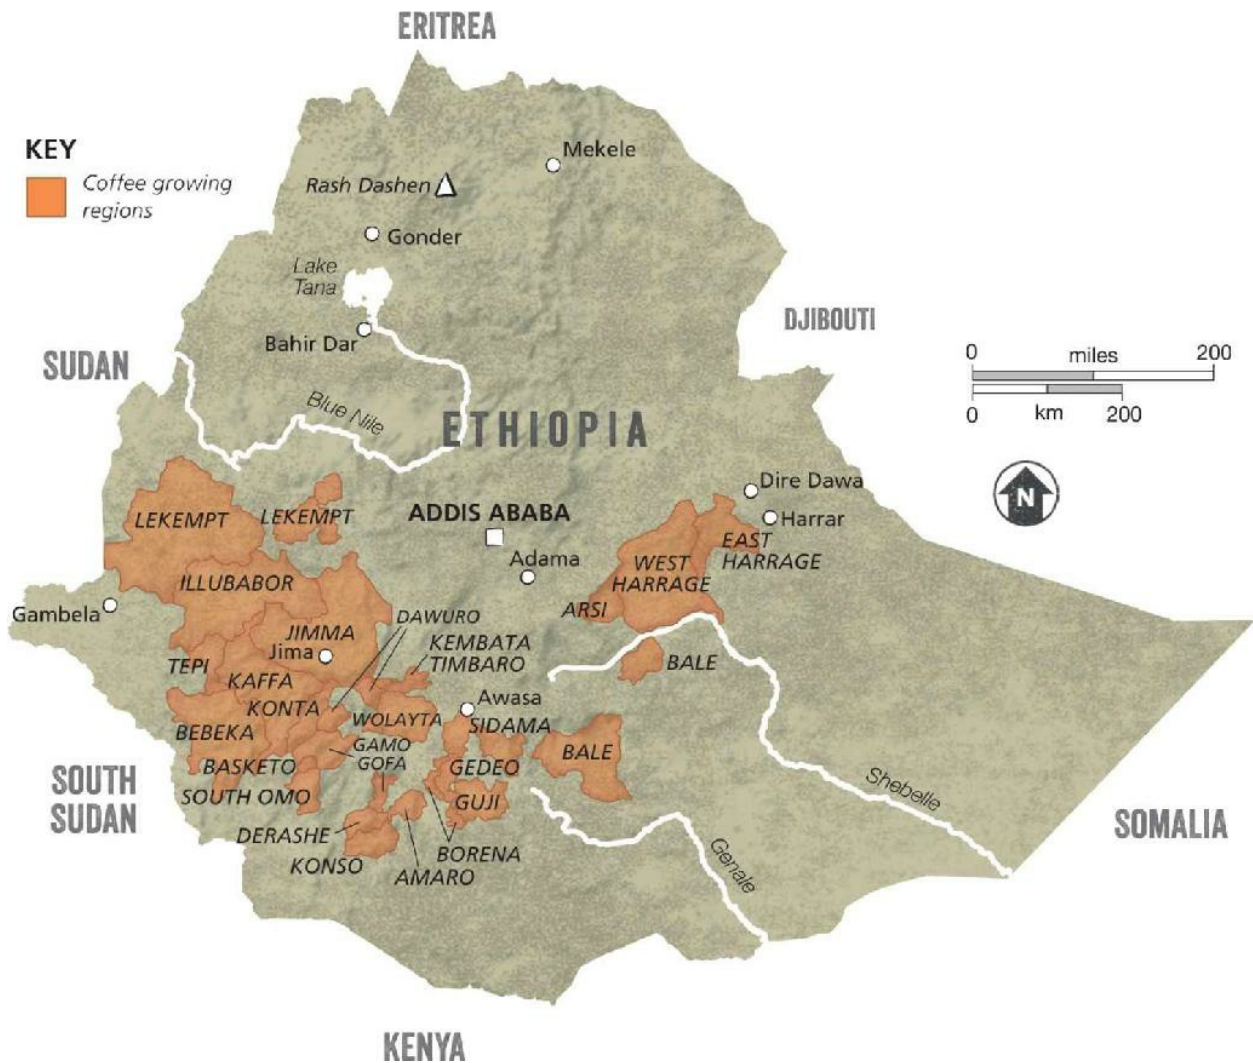 ERITREA
KEY
Coffee growing
regions
Mekele
Rash Dashen
Gonder
Lake
Tana
DJIBOUTI
Bahir Dar
SUDAN
0 miles 200
0 km 200
Blue Nile
ETHIOPIA
N
Dire Dawa
LEKEMPT
LEKEMPT
ADDIS ABABA
Harrar
EAST
HARRAGE
Adama
WEST
HARRAGE
ILLUBABOR
Gambela
ARSI
DAWURO
JIMMA
Jima
KEMBATA
TIMBARO
TEPI
BALE
KAFFA
Awasa
KONTA
WOLAYTA
SIDAMA
BEBEKA
GAMO
GOFA
BALE
BASKETO
GEDEO
SOUTH
SUDAN
SOUTH OMO
GUJI
Shebelle
SOMALIA
DERASHE
KONSO
BORENA
AMARO
Genale
KENYA